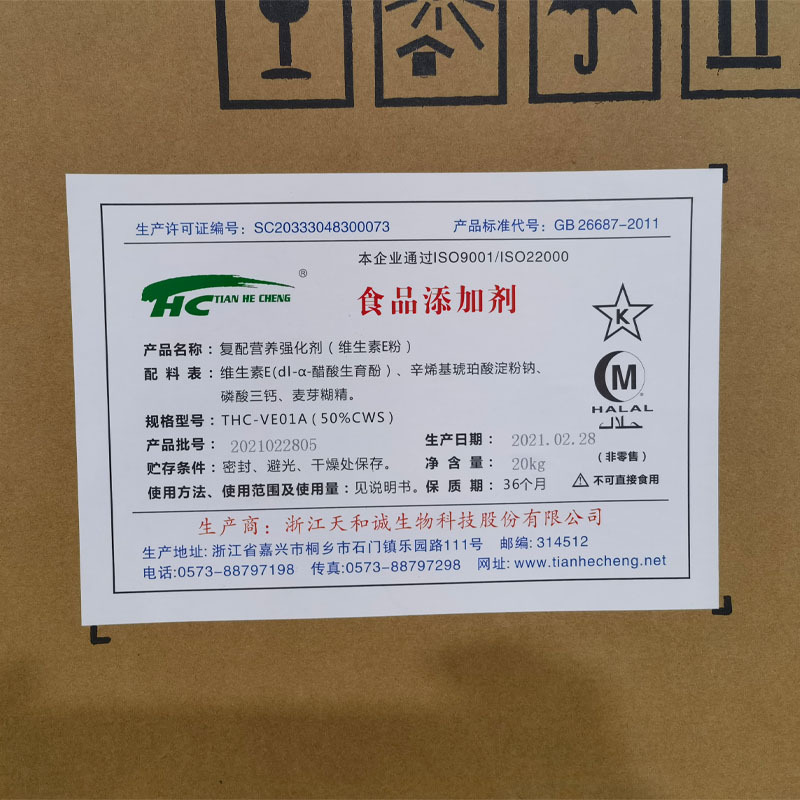 生产许可证编号：SC20333048300073 产品标准代号：GB 26687-2011
本企业通过ISO9001/ISO22000
HC TIAN HE CHENG ®
食品添加剂
K
产品名称：复配营养强化剂（维生素E粉）
配 料 表：维生素E(dl-α-醋酸生育酚）、辛烯基琥珀酸淀粉钠、
磷酸三钙、麦芽糊精。
M
HALAL
حلال
规格型号：THC-VE01A（50%CWS）
产品批号：2021022805 生产日期：2021.02.28
贮存条件：密封、避光、干燥处保存。 净 含 量：20kg （非零售）
使用方法、使用范围及使用量：见说明书。 保 质 期：36个月 不可直接食用
生产商：浙江天和诚生物科技股份有限公司
生产地址：浙江省嘉兴市桐乡市石门镇乐园路111号 邮编：314512
电话:0573-88797198 传真:0573-88797298 网址：www.tianhecheng.net